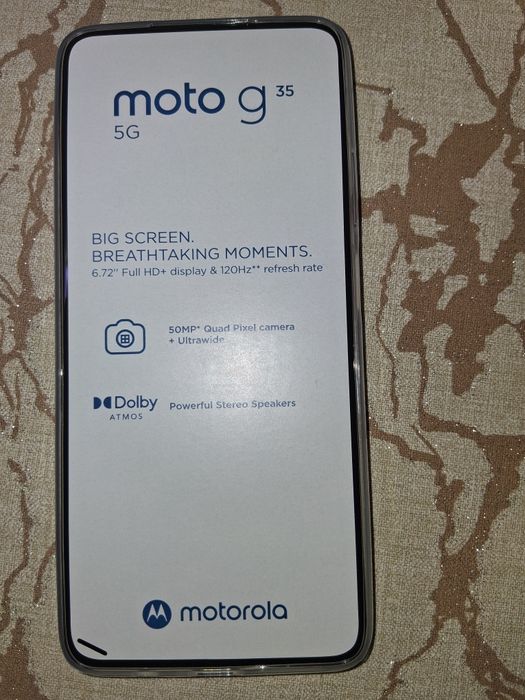 moto g 35
5G
BIG SCREEN.
BREATHTAKING MOMENTS.
6.72" Full HD+ display & 120Hz** refresh rate
50MP* Quad Pixel camera
+ Ultrawide
Dolby
ATMOS
Powerful Stereo Speakers
motorola